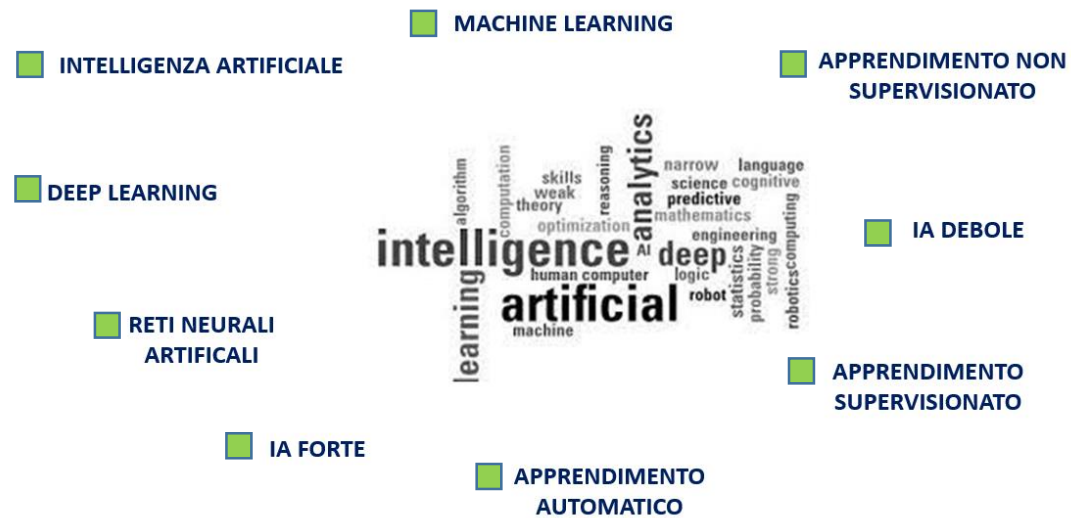 MACHINE LEARNING
INTELLIGENZA ARTIFICIALE
APPRENDIMENTO NON
SUPERVISIONATO
DEEP LEARNING
IA DEBOLE
RETI NEURALI
ARTIFICALI
APPRENDIMENTO
SUPERVISIONATO
IA FORTE
APPRENDIMENTO
AUTOMATICO
algorithm
computation
skills
weak
theory
reasoning
optimization
analytics
narrow
language
science
cognitive
predictive
mathematics
engineering
intelligence
AI
deep
human computer
logic
learning
artificial
machine
robot
statistics
probability
strong
robotics
computing